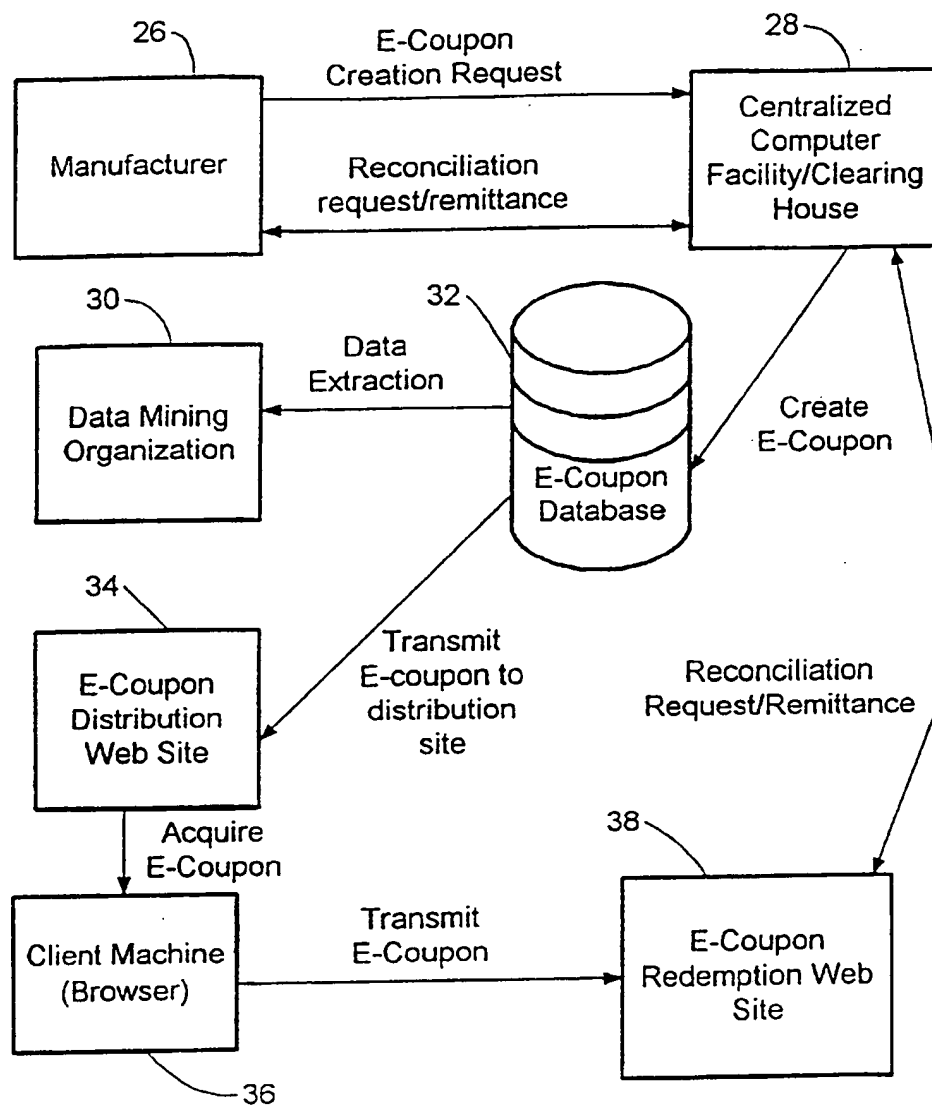 26
E-Coupon
Creation Request
28
Manufacturer
Reconciliation
request/remittance
Centralized
Computer
Facility/Clearing
House
30
32
Data
Extraction
Data Mining
Organization
E-Coupon
Database
Create
E-Coupon
34
E-Coupon
Distribution
Web Site
Transmit
E-coupon to
distribution
site
Reconciliation
Request/Remittance
Acquire
E-Coupon
38
Client Machine
(Browser)
Transmit
E-Coupon
E-Coupon
Redemption Web
Site
36